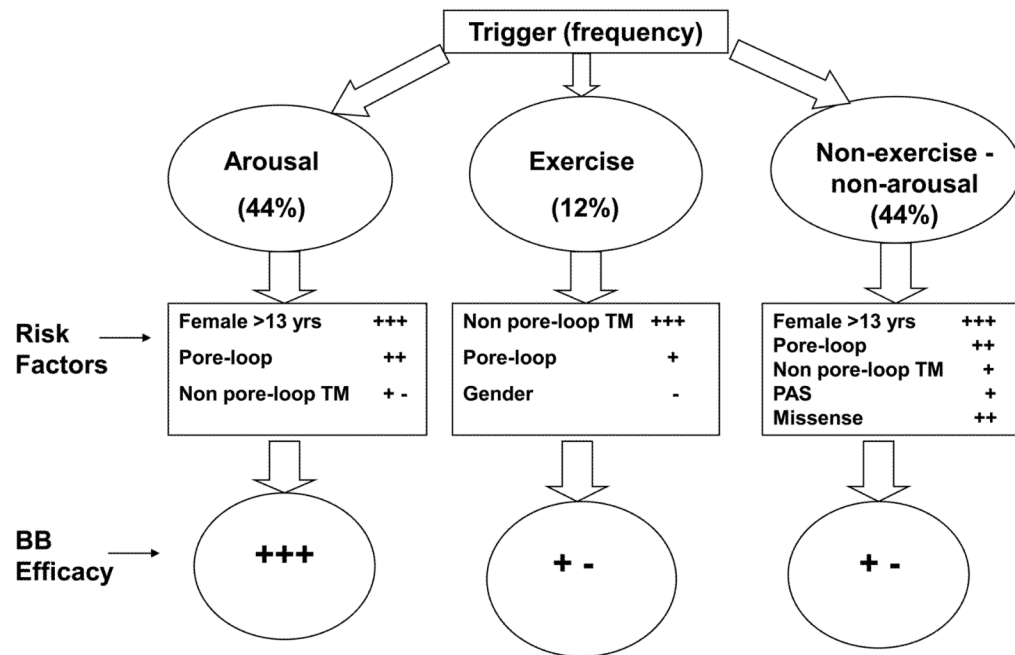 Trigger (frequency)
Arousal
(44%)
Exercise
(12%)
Non-exercise -
non-arousal
(44%)
Risk
Factors
Female >13 yrs +++
Pore-loop ++
Non pore-loop TM + -
Non pore-loop TM +++
Pore-loop +
Gender -
Female >13 yrs +++
Pore-loop ++
Non pore-loop TM +
PAS +
Missense ++
BB
Efficacy
+++
+ -
+ -